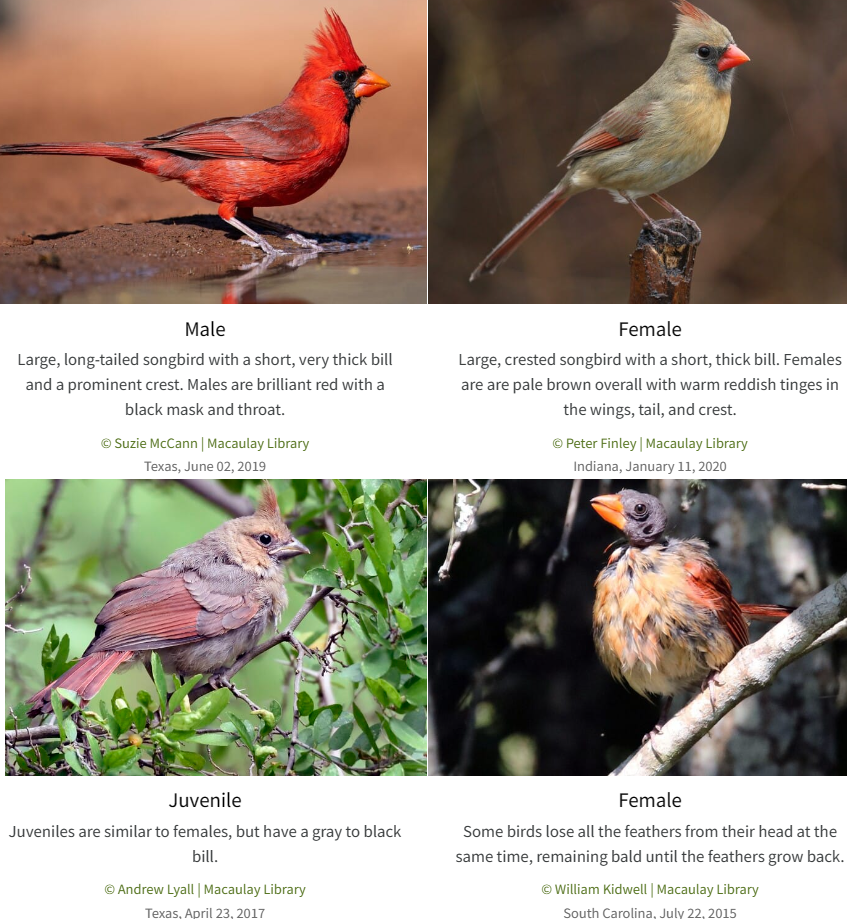 Male
Large, long-tailed songbird with a short, very thick bill
and a prominent crest. Males are brilliant red with a
black mask and throat.
© Suzie McCann | Macaulay Library
Texas, June 02, 2019
Female
Large, crested songbird with a short, thick bill. Females
are are pale brown overall with warm reddish tinges in
the wings, tail, and crest.
© Peter Finley | Macaulay Library
Indiana, January 11, 2020
Juvenile
Juveniles are similar to females, but have a gray to black
bill.
© Andrew Lyall | Macaulay Library
Texas, April 23, 2017
Female
Some birds lose all the feathers from their head at the
same time, remaining bald until the feathers grow back.
© William Kidwell | Macaulay Library
South Carolina, July 22, 2015